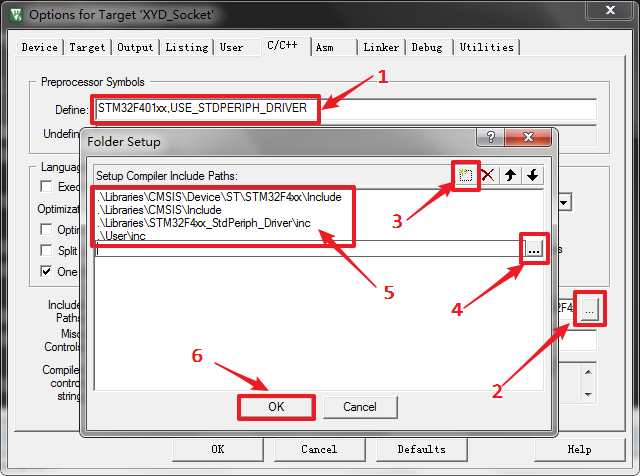 Options for Target 'XYD_Socket'
Device Target Output Listing User C/C++ Asm Linker Debug Utilities
Preprocessor Symbols
1
Define: STM32F401xx,USE_STDPERIPH_DRIVER
Undefin
Folder Setup
Setup Compiler Include Paths:
.\Libraries\CMSIS\Device\ST\STM32F4xx\Include
.\Libraries\CMSIS\Include
.\Libraries\STM32F4xx_StdPeriph_Driver\inc
.\User\inc
3
...
5
4
Langua
Exec
Optimizat
Optin
Split
One
s
Include
Paths:
...
Misc
Controls:
2
Compiler
control
string
6
OK Cancel
OK Cancel Defaults Help